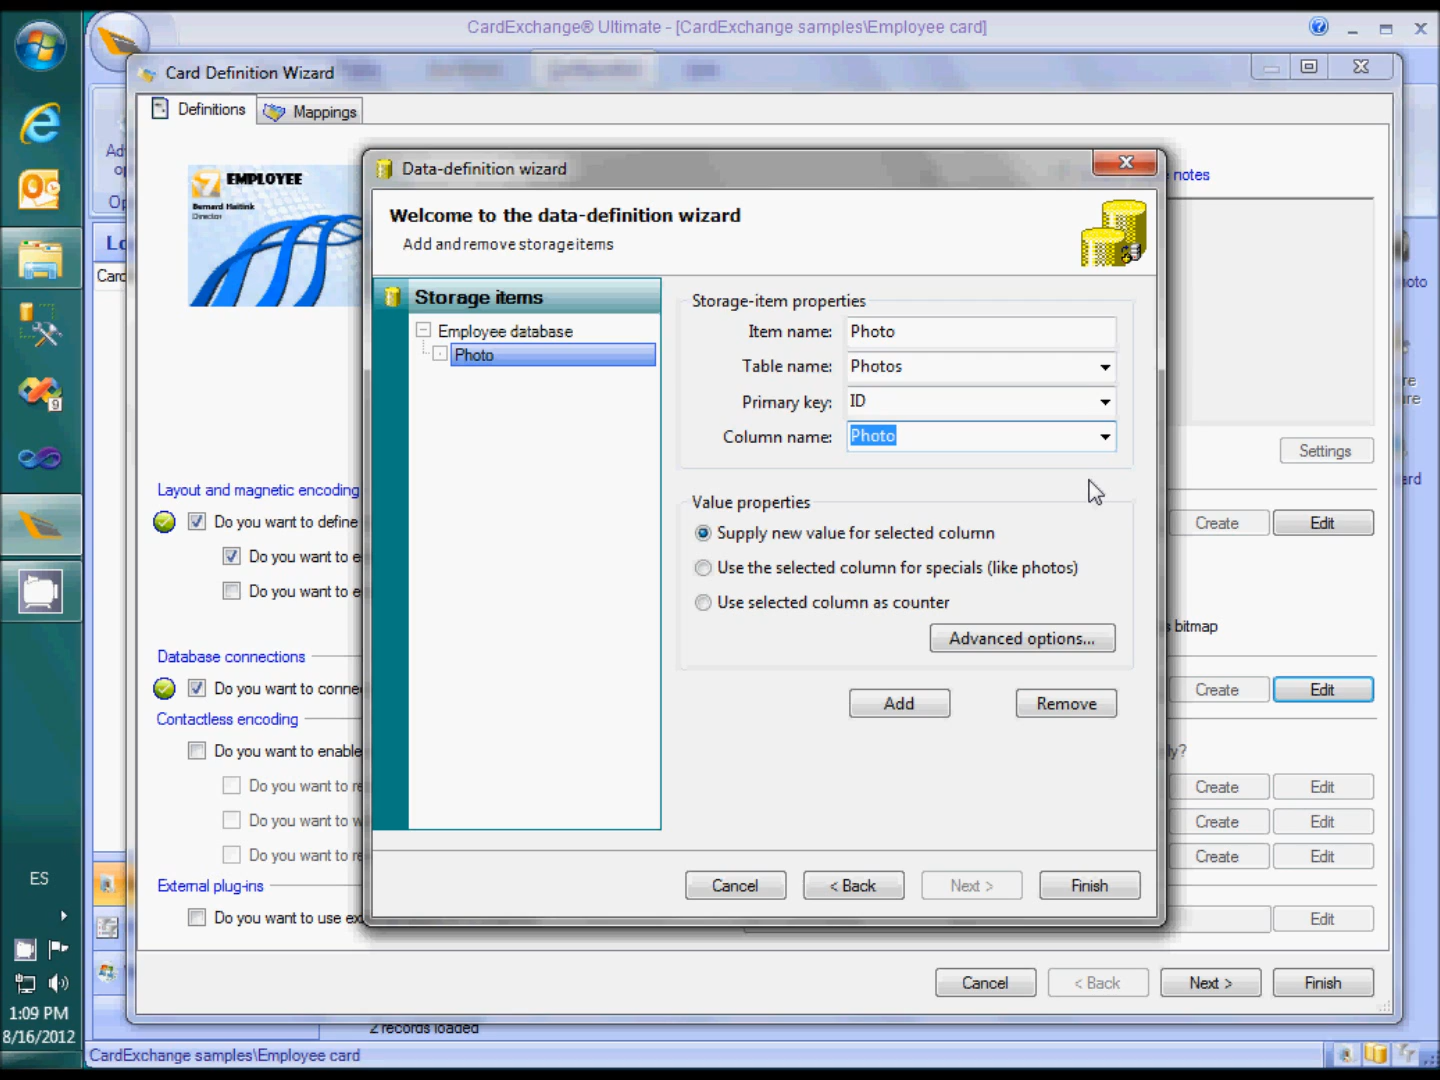 CardExchange® Ultimate - [CardExchange samples\Employee card]
Card Definition Wizard
Definitions
Mappings
notes
EMPLOYEE
Bernard Haitink
Director
Data-definition wizard
Welcome to the data-definition wizard
Add and remove storage items
Storage items
Employee database
Photo
Storage-item properties
Item name: Photo
Table name: Photos
Primary key: ID
Column name: Photo
Value properties
Supply new value for selected column
Use the selected column for specials (like photos)
Use selected column as counter
Advanced options...
Add
Remove
Cancel
< Back
Next >
Finish
Settings
Layout and magnetic encoding
Do you want to define
Create
Edit
Do you want to e
Do you want to e
bitmap
Database connections
Do you want to conne
Create
Edit
Contactless encoding
Do you want to enable
ly?
Do you want to re
Create
Edit
Do you want to w
Create
Edit
Do you want to re
Create
Edit
External plug-ins
Do you want to use ex
Edit
Cancel
< Back
Next >
Finish
2 records loaded
CardExchange samples\Employee card
ES
9
1:09 PM
8/16/2012